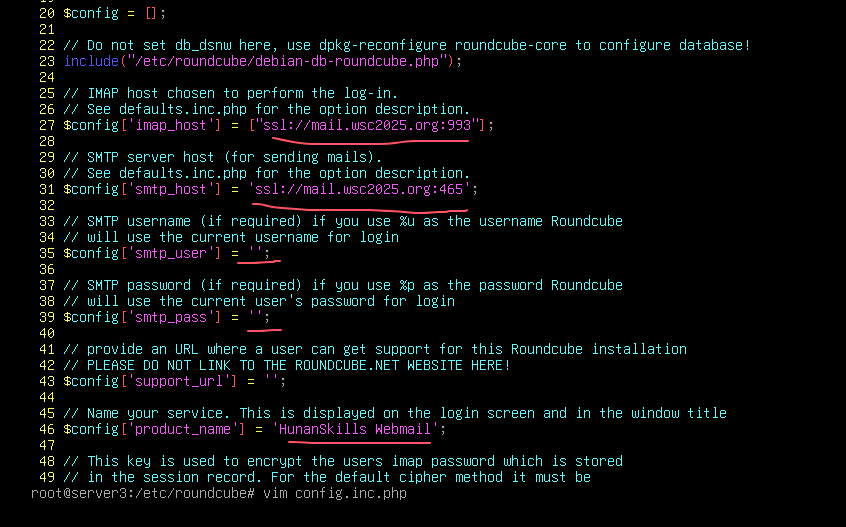 20 $config = [];
21
22 // Do not set db_dsnw here, use dpkg-reconfigure roundcube-core to configure database!
23 include("/etc/roundcube/debian-db-roundcube.php");
24
25 // IMAP host chosen to perform the log-in.
26 // See defaults.inc.php for the option description.
27 $config['imap_host'] = ["ssl://mail.wsc2025.org:993"];
28
29 // SMTP server host (for sending mails).
30 // See defaults.inc.php for the option description.
31 $config['smtp_host'] = 'ssl://mail.wsc2025.org:465';
32
33 // SMTP username (if required) if you use %u as the username Roundcube
34 // will use the current username for login
35 $config['smtp_user'] = '';
36
37 // SMTP password (if required) if you use %p as the password Roundcube
38 // will use the current user's password for login
39 $config['smtp_pass'] = '';
40
41 // provide an URL where a user can get support for this Roundcube installation
42 // PLEASE DO NOT LINK TO THE ROUNDCUBE.NET WEBSITE HERE!
43 $config['support_url'] = '';
44
45 // Name your service. This is displayed on the login screen and in the window title
46 $config['product_name'] = 'HunanSkills Webmail';
47
48 // This key is used to encrypt the users imap password which is stored
49 // in the session record. For the default cipher method it must be
root@server3:/etc/roundcube# vim config.inc.php